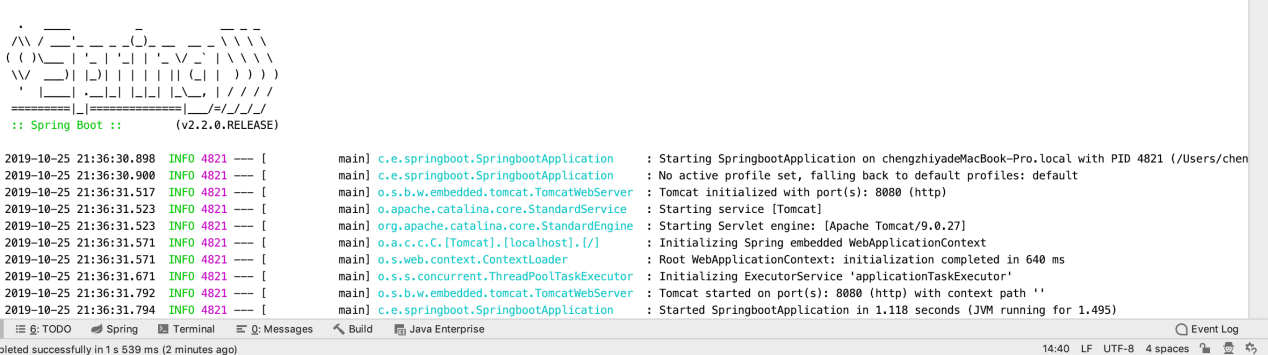 .   ____          _            __ _ _
 /\\ / ___'_ __ _ _(_)_ __  __ _ \ \ \ \
( ( )\___ | '_ | '_| | '_ \/ _` | \ \ \ \
 \\/  ___)| |_)| | | | | || (_| |  ) ) ) )
  '  |____| .__|_| |_|_| |_\__, | / / / /
 =========|_|==============|___/=/_/_/_/
 :: Spring Boot ::        (v2.2.0.RELEASE)
2019-10-25 21:36:30.898  INFO 4821 --- [           main] c.e.springboot.SpringbootApplication     : Starting SpringbootApplication on chengzhiyadeMacBook-Pro.local with PID 4821 (/Users/chen
2019-10-25 21:36:30.900  INFO 4821 --- [           main] c.e.springboot.SpringbootApplication     : No active profile set, falling back to default profiles: default
2019-10-25 21:36:31.517  INFO 4821 --- [           main] o.s.b.w.embedded.tomcat.TomcatWebServer  : Tomcat initialized with port(s): 8080 (http)
2019-10-25 21:36:31.523  INFO 4821 --- [           main] o.apache.catalina.core.StandardService   : Starting service [Tomcat]
2019-10-25 21:36:31.523  INFO 4821 --- [           main] org.apache.catalina.core.StandardEngine  : Starting Servlet engine: [Apache Tomcat/9.0.27]
2019-10-25 21:36:31.571  INFO 4821 --- [           main] o.a.c.c.C.[Tomcat].[localhost].[/]       : Initializing Spring embedded WebApplicationContext
2019-10-25 21:36:31.571  INFO 4821 --- [           main] o.s.web.context.ContextLoader            : Root WebApplicationContext: initialization completed in 640 ms
2019-10-25 21:36:31.671  INFO 4821 --- [           main] o.s.s.concurrent.ThreadPoolTaskExecutor  : Initializing ExecutorService 'applicationTaskExecutor'
2019-10-25 21:36:31.792  INFO 4821 --- [           main] o.s.b.w.embedded.tomcat.TomcatWebServer  : Tomcat started on port(s): 8080 (http) with context path ''
2019-10-25 21:36:31.794  INFO 4821 --- [           main] c.e.springboot.SpringbootApplication     : Started SpringbootApplication in 1.118 seconds (JVM running for 1.495)
6: TODO Spring Terminal 0: Messages Build Java Enterprise Event Log
pleted successfully in 1 s 539 ms (2 minutes ago) 14:40 LF UTF-8 4 spaces